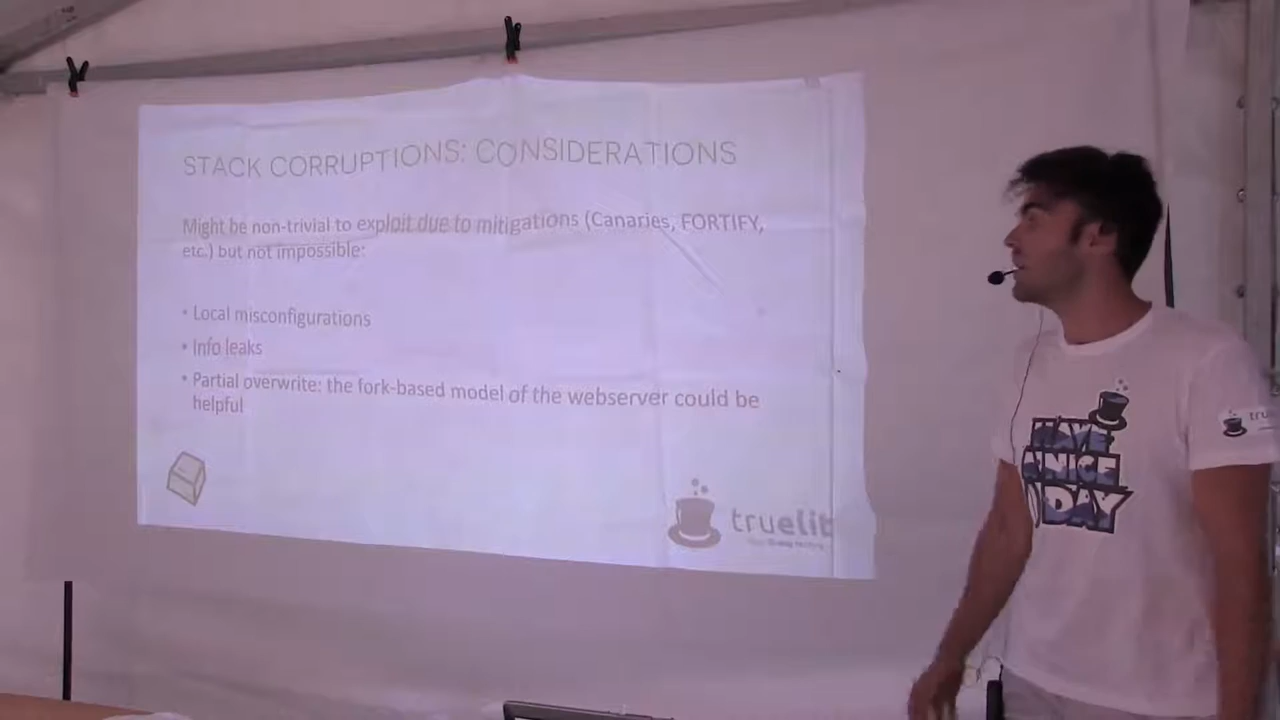 STACK CORRUPTIONS: CONSIDERATIONS
Might be non-trivial to exploit due to mitigations (Canaries, FORTIFY,
etc.) but not impossible:
• Local misconfigurations
• Info leaks
• Partial overwrite: the fork-based model of the webserver could be
helpful
truelit
HAVE
A NICE
DAY
tru